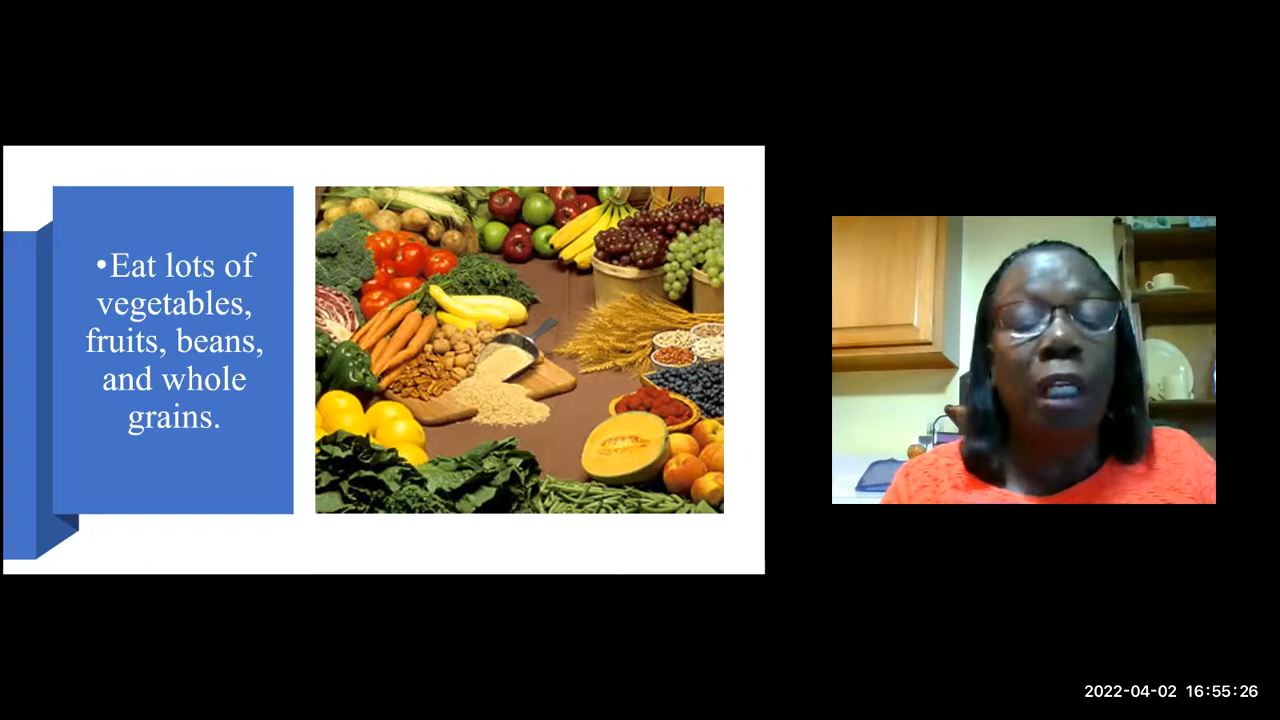 •Eat lots of
vegetables,
fruits, beans,
and whole
grains.
2022-04-02 16:55:26